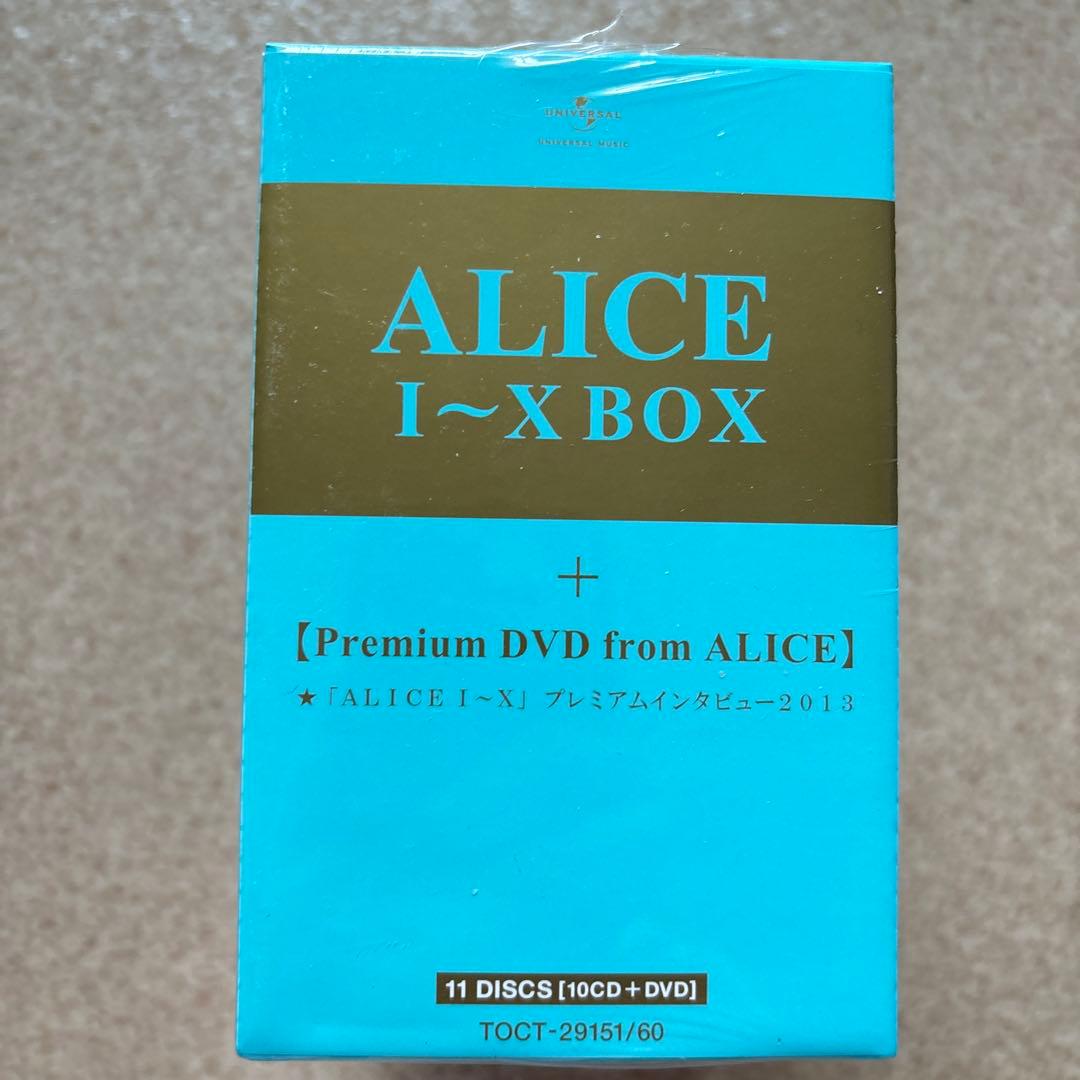 UNIVERSAL
UNIVERSAL MUSIC
ALICE
I～X BOX
＋
【Premium DVD from ALICE】
★「ALICE I～X」プレミアムインタビュー2013
11 DISCS [10CD＋DVD]
TOCT-29151/60